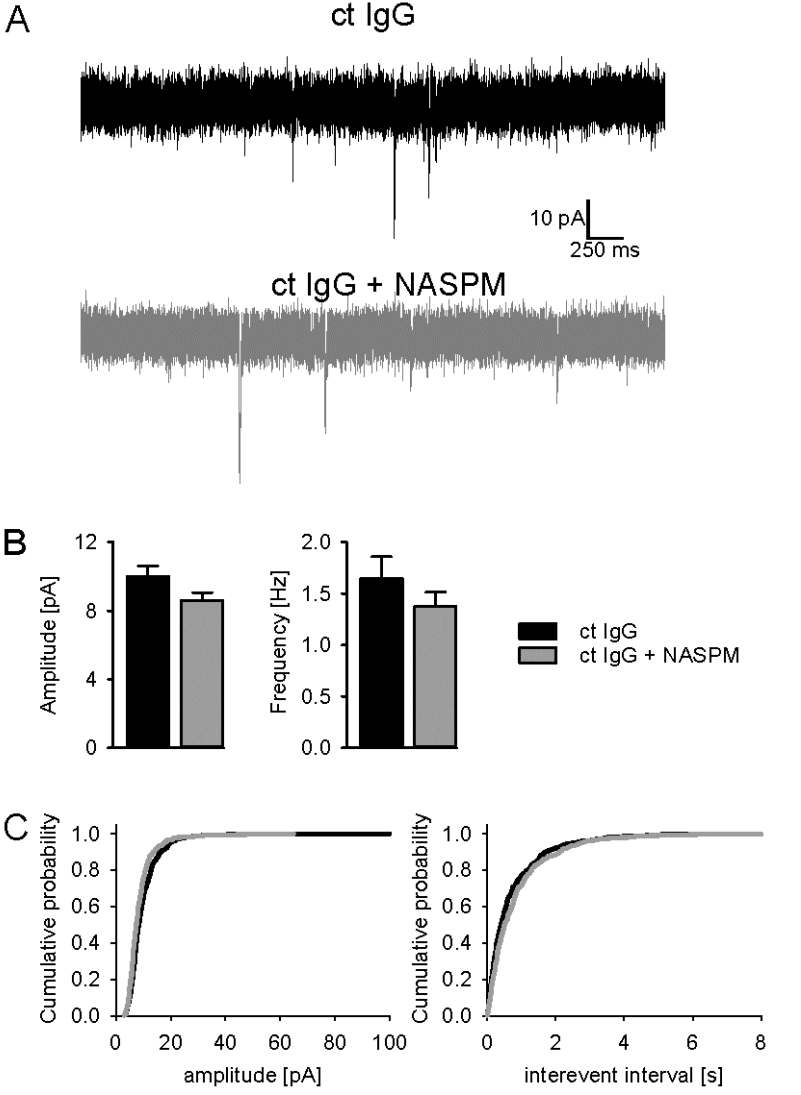 A
ct IgG
10 pA
250 ms
ct IgG + NASPM
B
Amplitude [pA]
12
8
4
0
Frequency [Hz]
2.0
1.5
1.0
0.5
0.0
ct IgG
ct IgG + NASPM
C
Cumulative probability
1.0
0.8
0.6
0.4
0.2
0.0
0 20 40 60 80 100
amplitude [pA]
Cumulative probability
1.0
0.8
0.6
0.4
0.2
0.0
0 2 4 6 8
interevent interval [s]